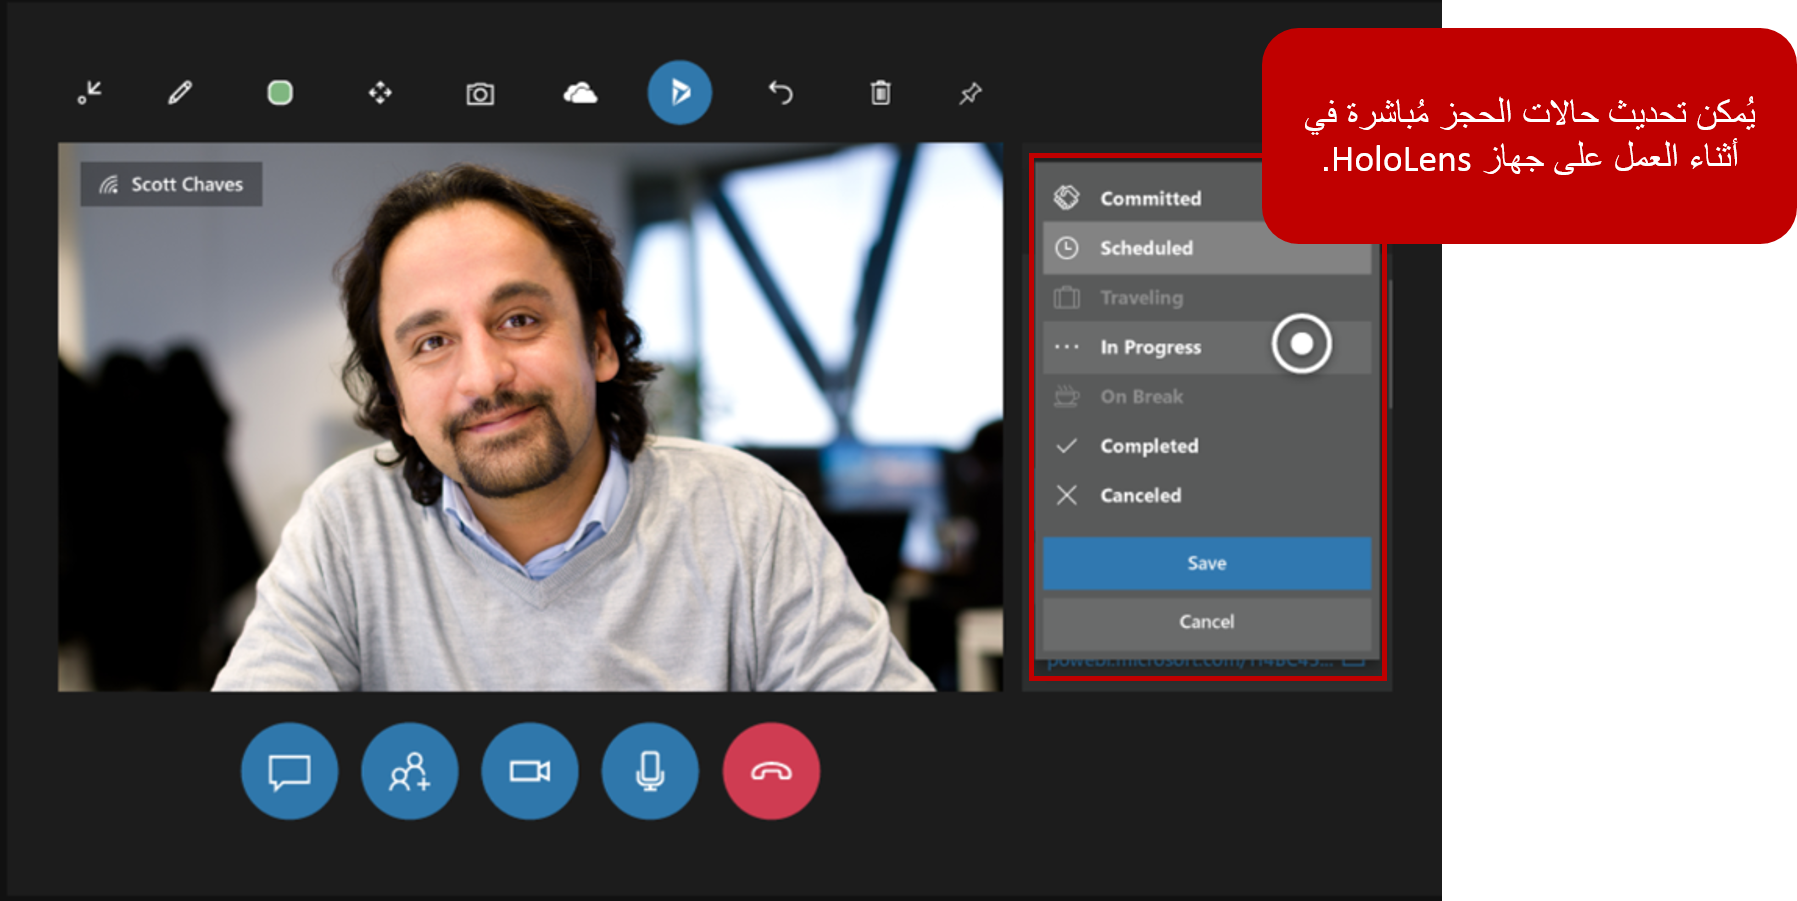 يُمكن تحديث حالات الحجز مُباشرة في
أثناء العمل على جهاز HoloLens.
Scott Chaves
Committed
Scheduled
Traveling
In Progress
On Break
Completed
Canceled
Save
Cancel